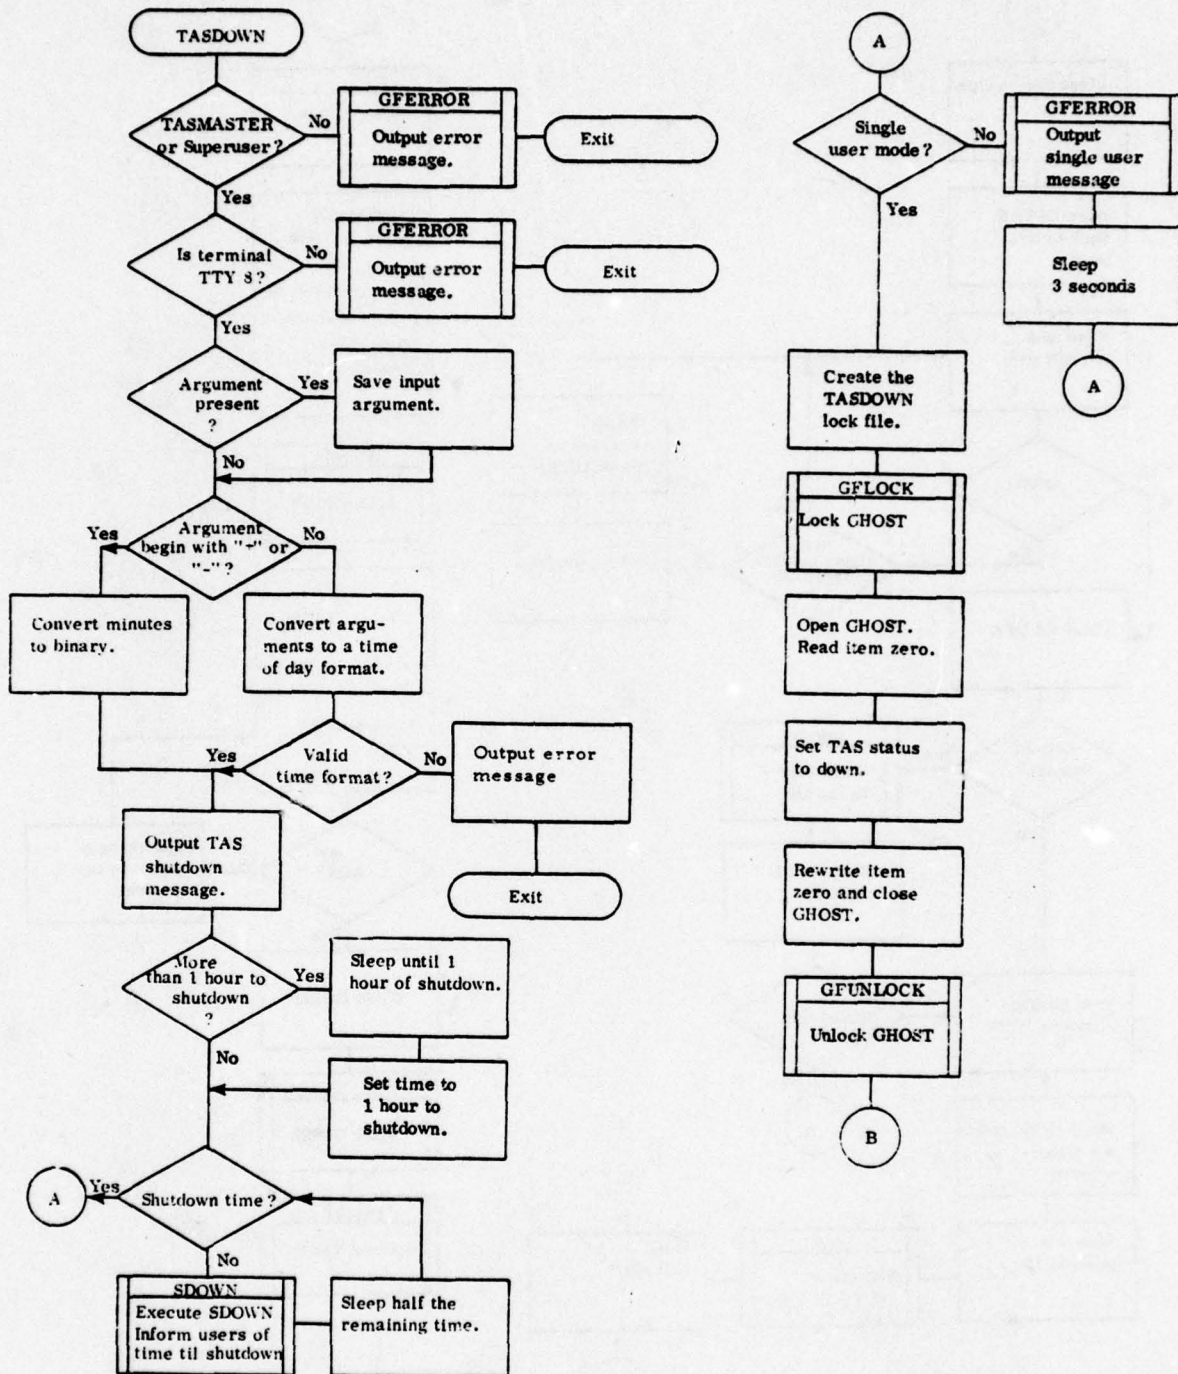 TASDOWN
TASMASTER
or Superuser?
No
GFERROR
Output error
message.
Exit
Yes
Is terminal
TTY 8?
No
GFERROR
Output error
message.
Exit
Yes
Argument
present
?
Yes
Save input
argument.
No
Yes
Argument
begin with "+" or
"-"?
No
Convert minutes
to binary.
Convert argu-
ments to a time
of day format.
Yes
Valid
time format?
No
Output error
message
Exit
Output TAS
shutdown
message.
More
than 1 hour to
shutdown
?
Yes
Sleep until 1
hour of shutdown.
No
Set time to
1 hour to
shutdown.
A
Yes
Shutdown time?
No
SDOWN
Execute SDOWN
Inform users of
time til shutdown
Sleep half the
remaining time.
A
Single
user mode?
No
GFERROR
Output
single user
message
Yes
Sleep
3 seconds
A
Create the
TASDOWN
lock file.
GFLOCK
Lock GHOST
Open GHOST.
Read item zero.
Set TAS status
to down.
Rewrite item
zero and close
GHOST.
GFUNLOCK
Unlock GHOST
B